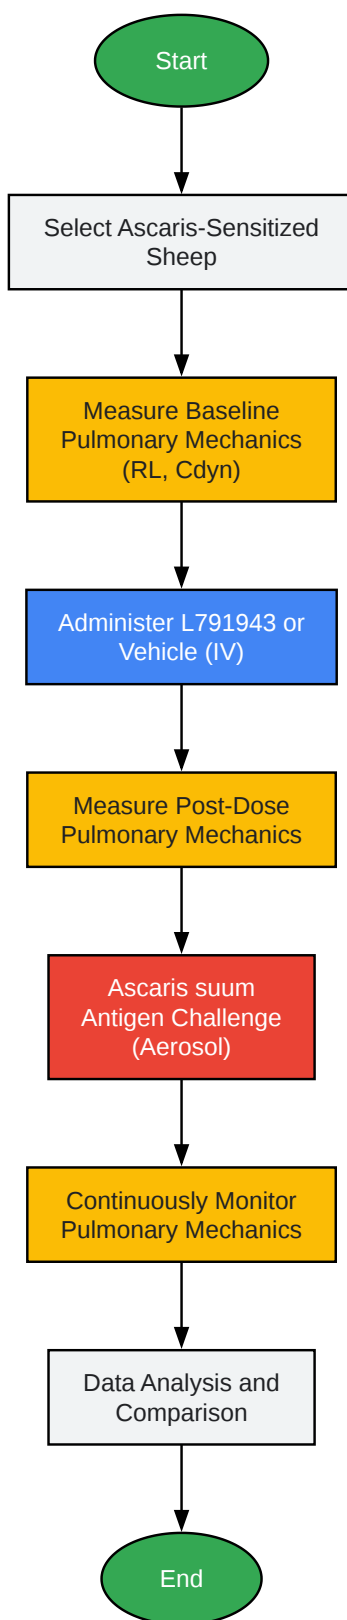 Start
Select Ascaris-Sensitized
Sheep
Measure Baseline
Pulmonary Mechanics
(RL, Cdyn)
Administer L791943 or
Vehicle (IV)
Measure Post-Dose
Pulmonary Mechanics
Ascaris suum
Antigen Challenge
(Aerosol)
Continuously Monitor
Pulmonary Mechanics
Data Analysis and
Comparison
End